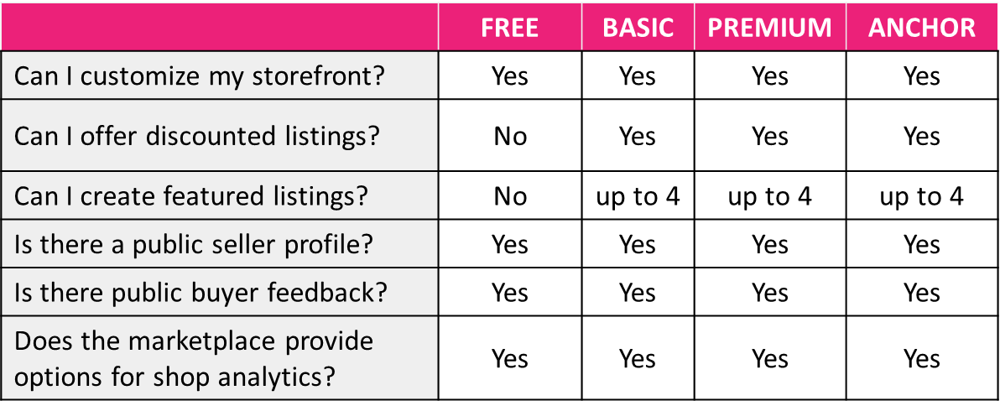 FREE BASIC PREMIUM ANCHOR
Can I customize my storefront? Yes Yes Yes Yes
Can I offer discounted listings? No Yes Yes Yes
Can I create featured listings? No up to 4 up to 4 up to 4
Is there a public seller profile? Yes Yes Yes Yes
Is there public buyer feedback? Yes Yes Yes Yes
Does the marketplace provide
options for shop analytics? Yes Yes Yes Yes